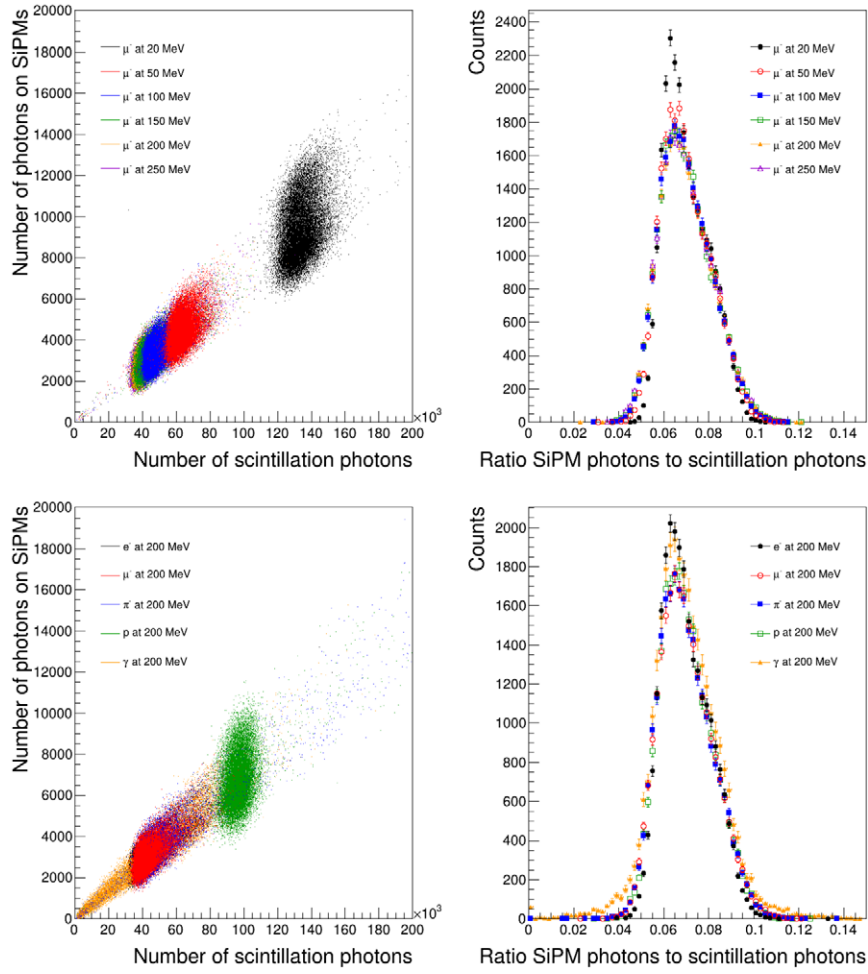 Number of photons on SiPMs
20000
18000
16000
14000
12000
10000
8000
6000
4000
2000
0
μ⁻ at 20 MeV
μ⁻ at 50 MeV
μ⁻ at 100 MeV
μ⁻ at 150 MeV
μ⁻ at 200 MeV
μ⁻ at 250 MeV
0 20 40 60 80 100 120 140 160 180 200
×10³
Number of scintillation photons
Counts
2400
2200
2000
1800
1600
1400
1200
1000
800
600
400
200
0
μ⁻ at 20 MeV
μ⁻ at 50 MeV
μ⁻ at 100 MeV
μ⁻ at 150 MeV
μ⁻ at 200 MeV
μ⁻ at 250 MeV
0 0.02 0.04 0.06 0.08 0.1 0.12 0.14
Ratio SiPM photons to scintillation photons
Number of photons on SiPMs
20000
18000
16000
14000
12000
10000
8000
6000
4000
2000
0
e⁻ at 200 MeV
μ⁻ at 200 MeV
π⁻ at 200 MeV
p at 200 MeV
γ at 200 MeV
0 20 40 60 80 100 120 140 160 180 200
×10³
Number of scintillation photons
Counts
2000
1800
1600
1400
1200
1000
800
600
400
200
0
e⁻ at 200 MeV
μ⁻ at 200 MeV
π⁻ at 200 MeV
p at 200 MeV
γ at 200 MeV
0 0.02 0.04 0.06 0.08 0.1 0.12 0.14
Ratio SiPM photons to scintillation photons